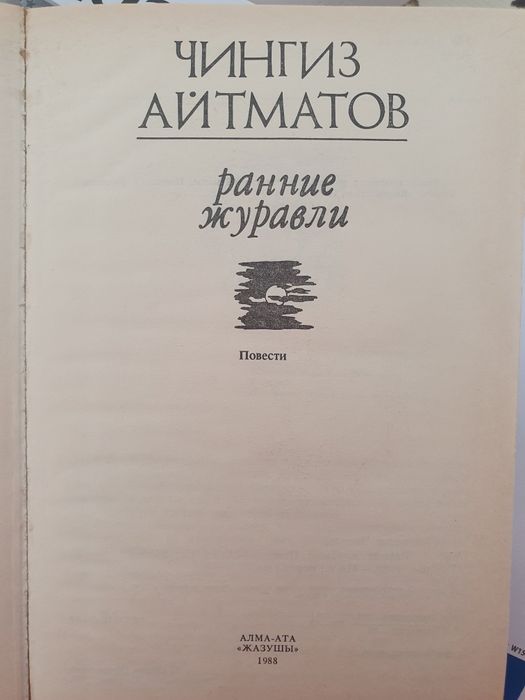 ЧИНГИЗ
АЙТМАТОВ
ранние
журавли
Повести
АЛМА-АТА
«ЖАЗУШЫ»
1988